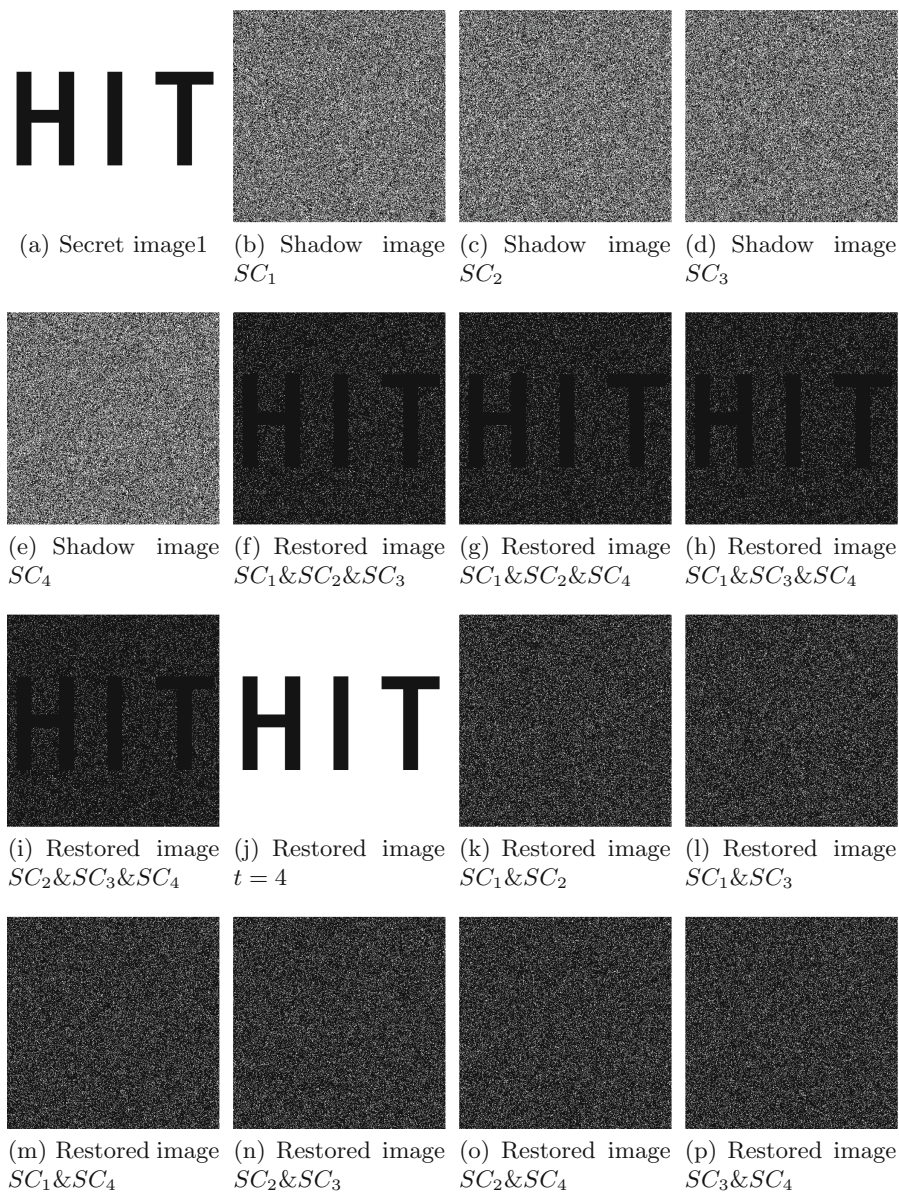 HIT
(a) Secret image1
(b) Shadow image
SC₁
(c) Shadow image
SC₂
(d) Shadow image
SC₃
HIT
HIT
HIT
(e) Shadow image
SC₄
(f) Restored image
SC₁&SC₂&SC₃
(g) Restored image
SC₁&SC₂&SC₄
(h) Restored image
SC₁&SC₃&SC₄
HIT
HIT
(i) Restored image
SC₂&SC₃&SC₄
(j) Restored image
t = 4
(k) Restored image
SC₁&SC₂
(l) Restored image
SC₁&SC₃
(m) Restored image
SC₁&SC₄
(n) Restored image
SC₂&SC₃
(o) Restored image
SC₂&SC₄
(p) Restored image
SC₃&SC₄